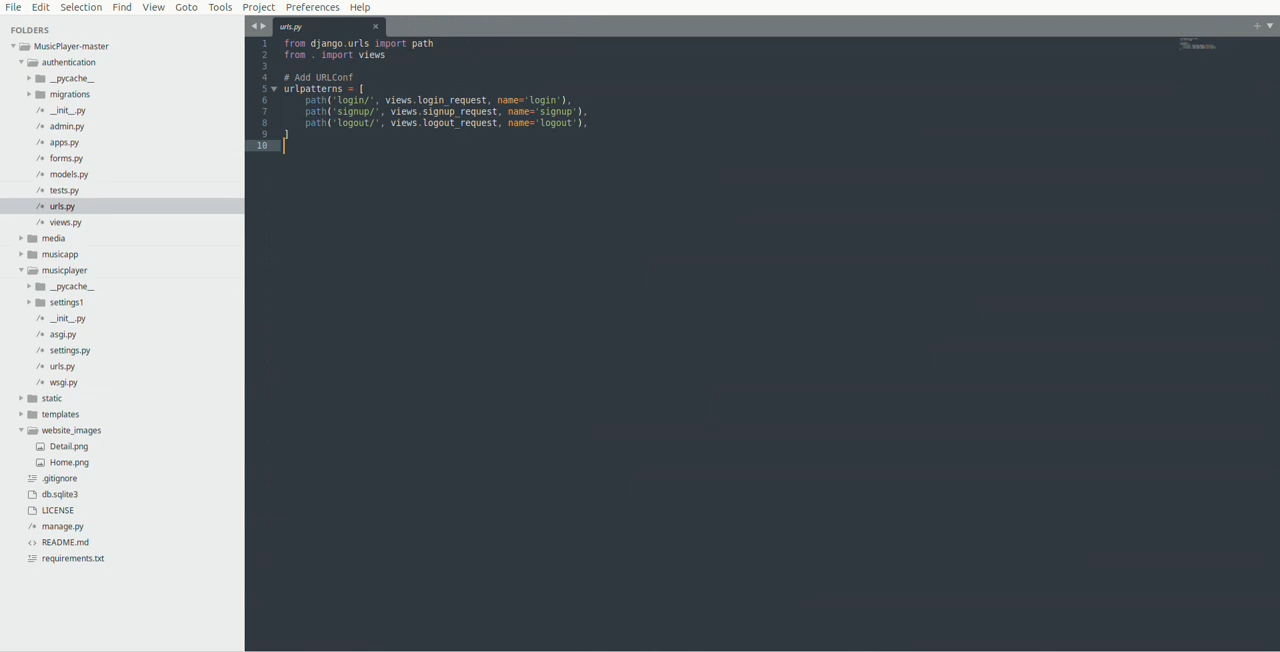 File Edit Selection Find View Goto Tools Project Preferences Help
FOLDERS
MusicPlayer-master
authentication
__pycache__
migrations
/* __init__.py
/* admin.py
/* apps.py
/* forms.py
/* models.py
/* tests.py
/* urls.py
/* views.py
media
musicapp
musicplayer
__pycache__
settings1
/* __init__.py
/* asgi.py
/* settings.py
/* urls.py
/* wsgi.py
static
templates
website_images
Detail.png
Home.png
.gitignore
db.sqlite3
LICENSE
/* manage.py
<> README.md
requirements.txt
urls.py ×
1 from django.urls import path
2 from . import views
3
4 # Add URLConf
5 urlpatterns = [
6 path('login/', views.login_request, name='login'),
7 path('signup/', views.signup_request, name='signup'),
8 path('logout/', views.logout_request, name='logout'),
9 ]
10